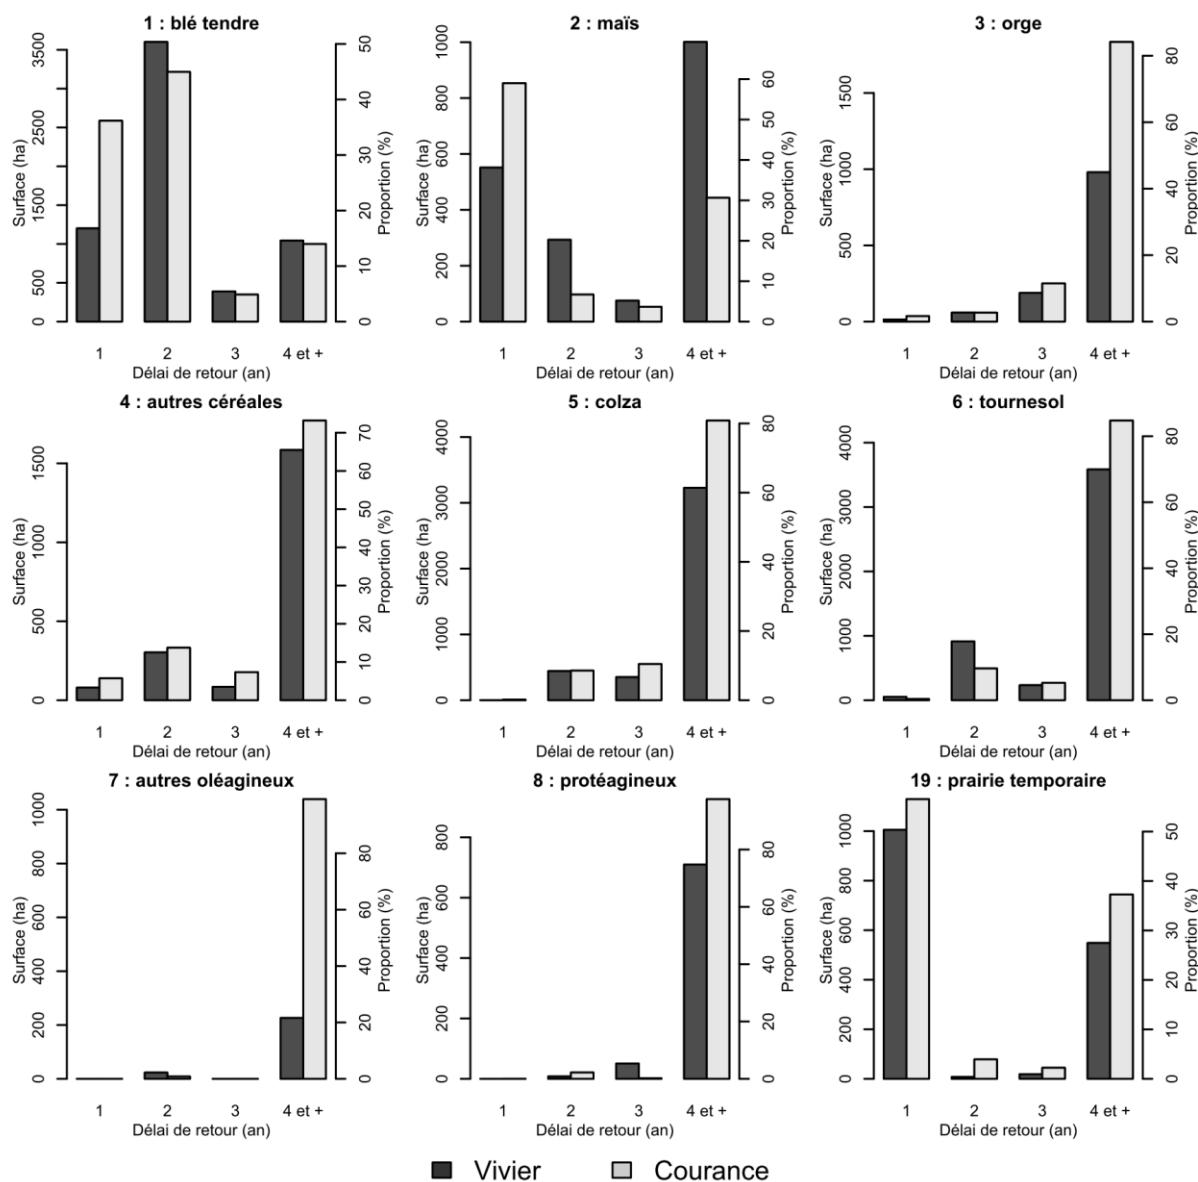 1 : blé tendre
Surface (ha)
0 500 1500 2500 3500
Proportion (%)
0 10 20 30 40 50
1 2 3 4 et +
Délai de retour (an)
2 : maïs
Surface (ha)
0 200 400 600 800 1000
Proportion (%)
0 10 20 30 40 50 60
1 2 3 4 et +
Délai de retour (an)
3 : orge
Surface (ha)
0 500 1000 1500
Proportion (%)
0 20 40 60 80
1 2 3 4 et +
Délai de retour (an)
4 : autres céréales
Surface (ha)
0 500 1000 1500
Proportion (%)
0 10 20 30 40 50 60 70
1 2 3 4 et +
Délai de retour (an)
5 : colza
Surface (ha)
0 1000 2000 3000 4000
Proportion (%)
0 20 40 60 80
1 2 3 4 et +
Délai de retour (an)
6 : tournesol
Surface (ha)
0 1000 2000 3000 4000
Proportion (%)
0 20 40 60 80
1 2 3 4 et +
Délai de retour (an)
7 : autres oléagineux
Surface (ha)
0 200 400 600 800 1000
Proportion (%)
0 20 40 60 80
1 2 3 4 et +
Délai de retour (an)
8 : protéagineux
Surface (ha)
0 200 400 600 800
Proportion (%)
0 20 40 60 80
1 2 3 4 et +
Délai de retour (an)
19 : prairie temporaire
Surface (ha)
0 200 400 600 800 1000
Proportion (%)
0 10 20 30 40 50
1 2 3 4 et +
Délai de retour (an)
Vivier Courance